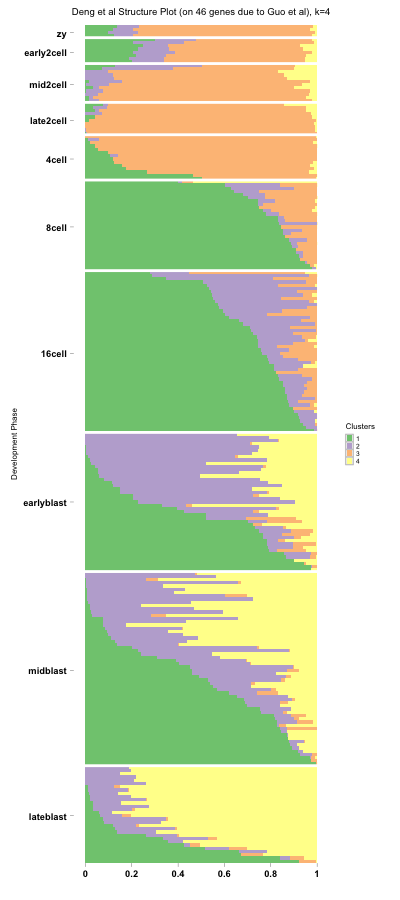 Deng et al Structure Plot (on 46 genes due to Guo et al), k=4
zy
early2cell
mid2cell
late2cell
4cell
8cell
16cell
earlyblast
midblast
lateblast
Development Phase
0 0.2 0.4 0.6 0.8 1
Clusters
1
2
3
4